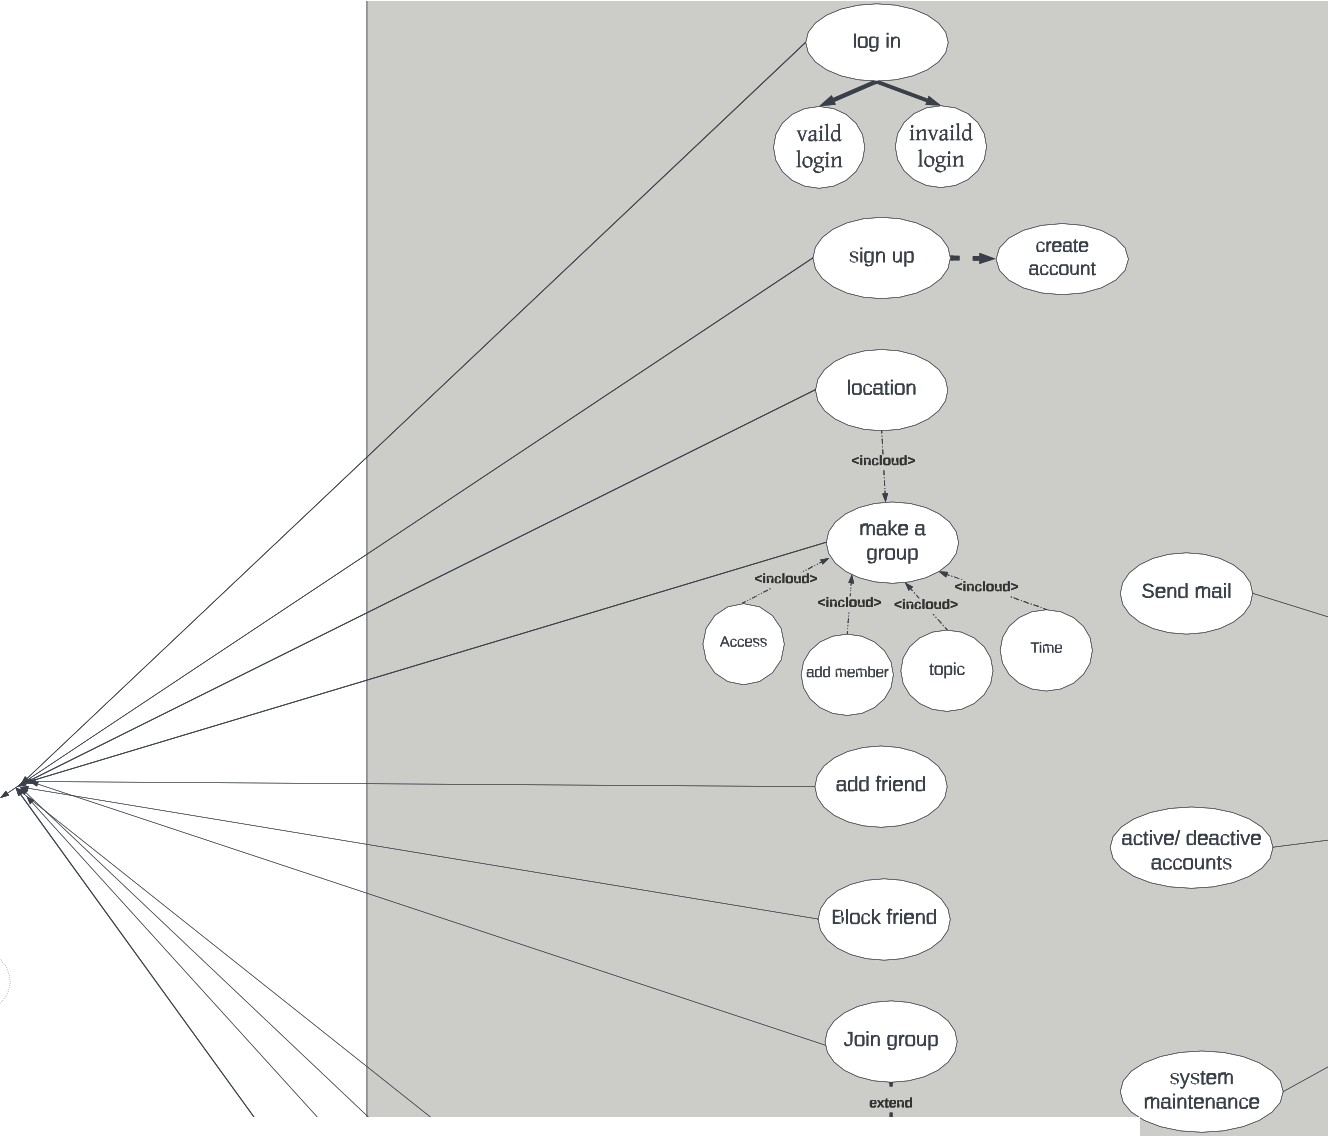 log in
vaild
login
invaild
login
sign up
create
account
location
<incloud>
make a
group
<incloud>
<incloud>
<incloud>
<incloud>
Access
add member
topic
Time
Send mail
add friend
active/ deactive
accounts
Block friend
Join group
extend
system
maintenance